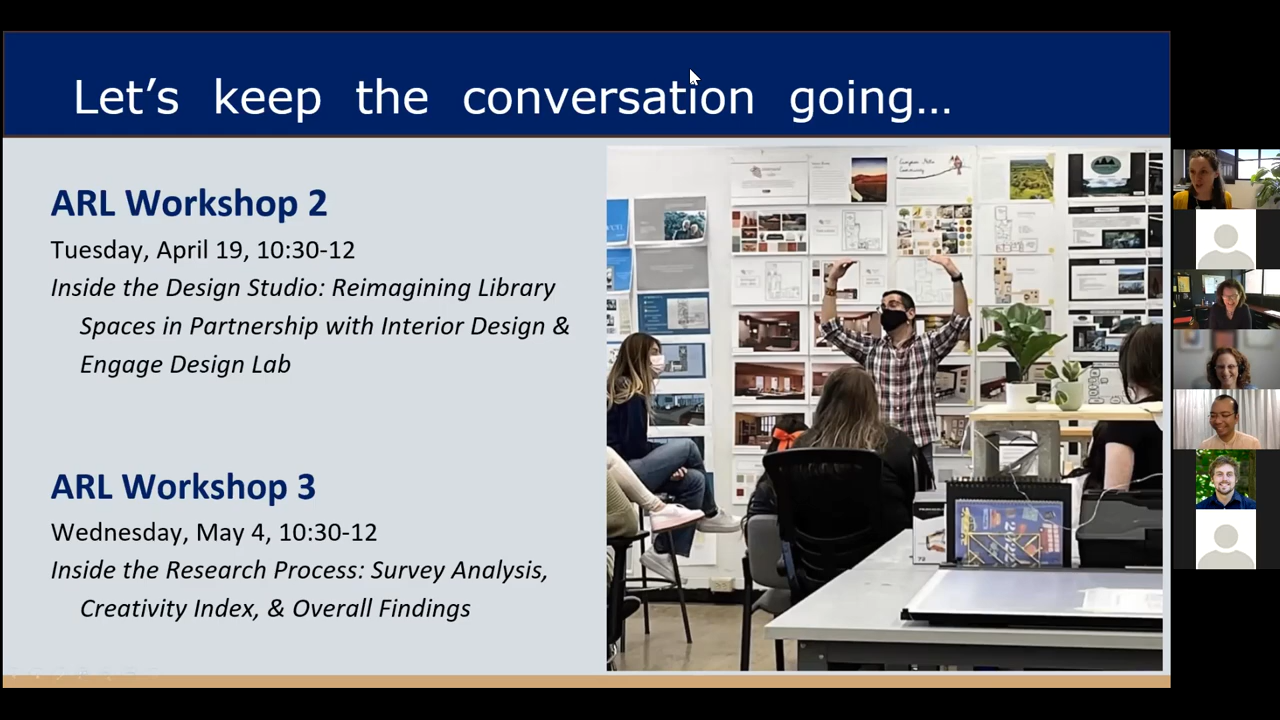 Let’s keep the conversation going…
ARL Workshop 2
Tuesday, April 19, 10:30-12
Inside the Design Studio: Reimagining Library
Spaces in Partnership with Interior Design &
Engage Design Lab
ARL Workshop 3
Wednesday, May 4, 10:30-12
Inside the Research Process: Survey Analysis,
Creativity Index, & Overall Findings